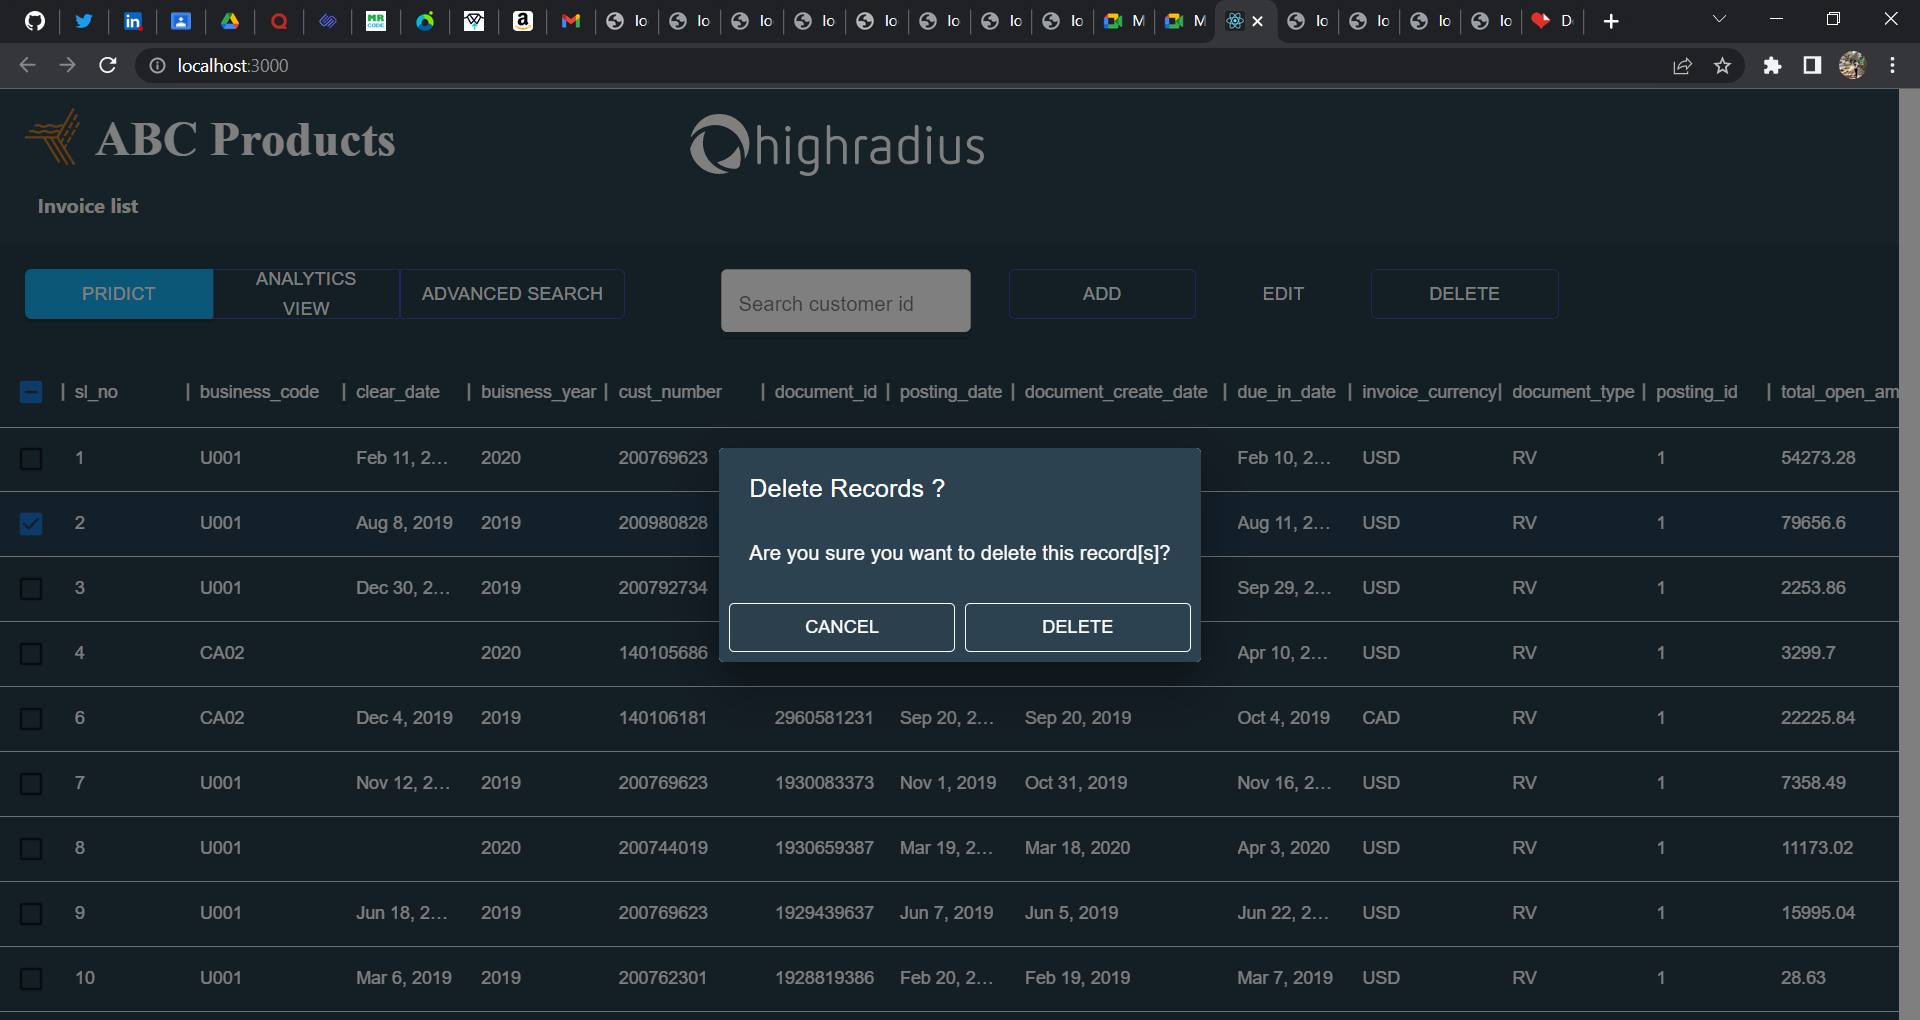 lo lo lo lo lo lo lo lo M M lo lo lo lo D
localhost:3000
ABC Products highradius
Invoice list
PRIDICT ANALYTICS VIEW ADVANCED SEARCH Search customer id ADD EDIT DELETE
sl_no | business_code | clear_date | buisness_year | cust_number | document_id | posting_date | document_create_date | due_in_date | invoice_currency | document_type | posting_id | total_open_am
1 U001 Feb 11, 2... 2020 200769623 Feb 10, 2... USD RV 1 54273.28
2 U001 Aug 8, 2019 2019 200980828 Aug 11, 2... USD RV 1 79656.6
3 U001 Dec 30, 2... 2019 200792734 Sep 29, 2... USD RV 1 2253.86
4 CA02 2020 140105686 Apr 10, 2... USD RV 1 3299.7
6 CA02 Dec 4, 2019 2019 140106181 2960581231 Sep 20, 2... Sep 20, 2019 Oct 4, 2019 CAD RV 1 22225.84
7 U001 Nov 12, 2... 2019 200769623 1930083373 Nov 1, 2019 Oct 31, 2019 Nov 16, 2... USD RV 1 7358.49
8 U001 2020 200744019 1930659387 Mar 19, 2... Mar 18, 2020 Apr 3, 2020 USD RV 1 11173.02
9 U001 Jun 18, 2... 2019 200769623 1929439637 Jun 7, 2019 Jun 5, 2019 Jun 22, 2... USD RV 1 15995.04
10 U001 Mar 6, 2019 2019 200762301 1928819386 Feb 20, 2... Feb 19, 2019 Mar 7, 2019 USD RV 1 28.63
Delete Records ?
Are you sure you want to delete this record[s]?
CANCEL DELETE